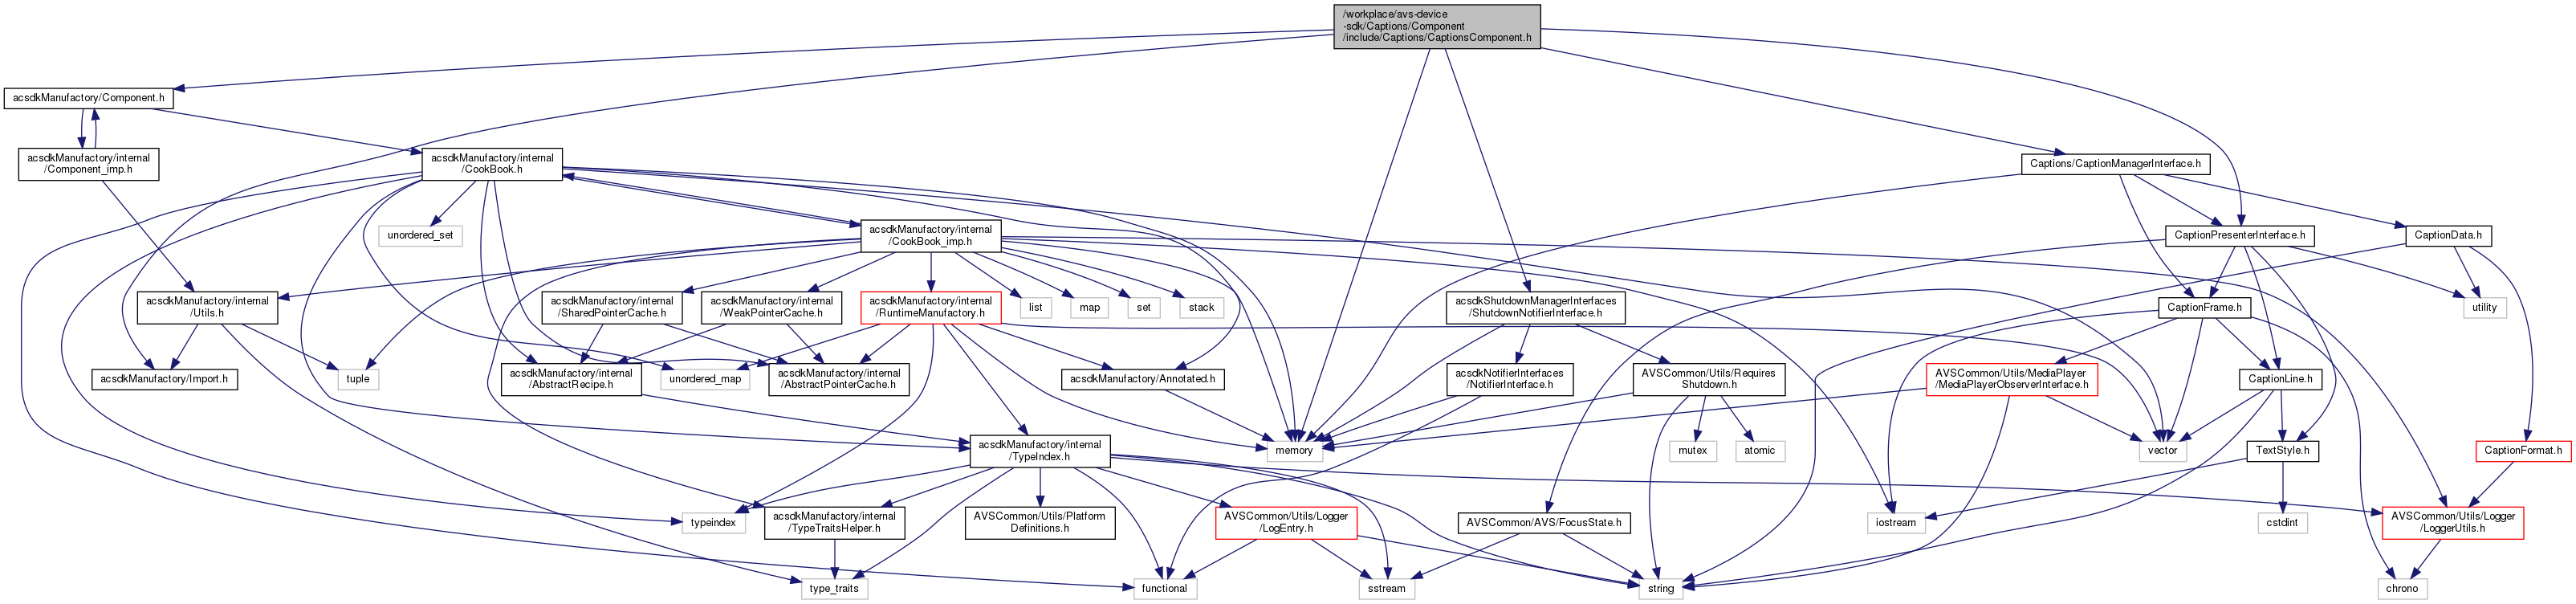 /workplace/avs-device
-sdk/Captions/Component
/include/Captions/CaptionsComponent.h
acsdkManufactory/Component.h
acsdkManufactory/internal
/Component_imp.h
acsdkManufactory/internal
/CookBook.h
Captions/CaptionManagerInterface.h
unordered_set
acsdkManufactory/internal
/CookBook_imp.h
CaptionPresenterInterface.h
CaptionData.h
acsdkManufactory/internal
/Utils.h
acsdkManufactory/internal
/SharedPointerCache.h
acsdkManufactory/internal
/WeakPointerCache.h
acsdkManufactory/internal
/RuntimeManufactory.h
list
map
set
stack
acsdkShutdownManagerInterfaces
/ShutdownNotifierInterface.h
CaptionFrame.h
utility
acsdkManufactory/Import.h
tuple
acsdkManufactory/internal
/AbstractRecipe.h
unordered_map
acsdkManufactory/internal
/AbstractPointerCache.h
acsdkManufactory/Annotated.h
acsdkNotifierInterfaces
/NotifierInterface.h
AVSCommon/Utils/Requires
Shutdown.h
AVSCommon/Utils/MediaPlayer
/MediaPlayerObserverInterface.h
CaptionLine.h
acsdkManufactory/internal
/TypeIndex.h
memory
mutex
atomic
vector
TextStyle.h
CaptionFormat.h
typeindex
acsdkManufactory/internal
/TypeTraitsHelper.h
AVSCommon/Utils/Platform
Definitions.h
AVSCommon/Utils/Logger
/LogEntry.h
AVSCommon/AVS/FocusState.h
iostream
cstdint
AVSCommon/Utils/Logger
/LoggerUtils.h
type_traits
functional
sstream
string
chrono